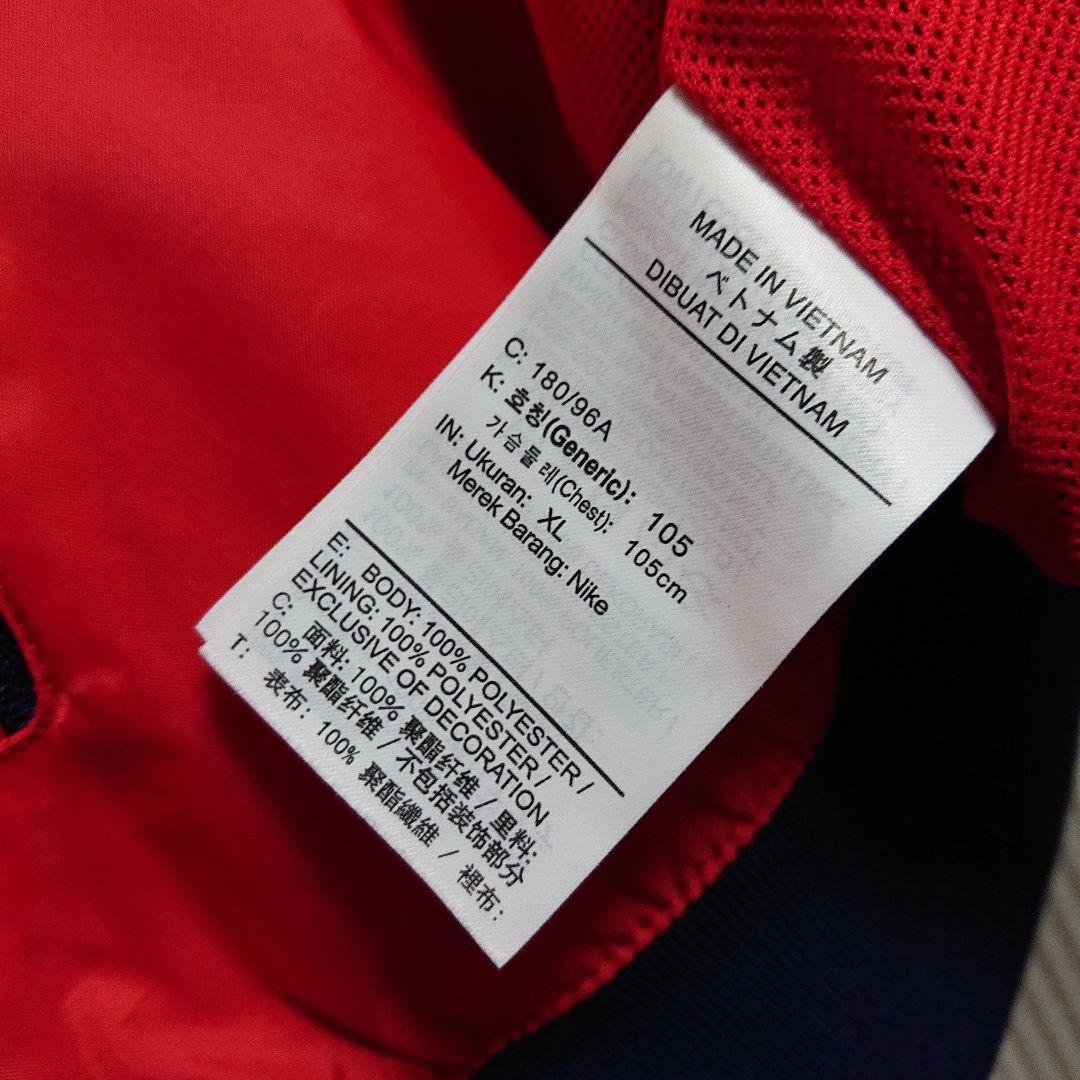 MADE IN VIETNAM
ベトナム製
DIBUAT DI VIETNAM
C: 180/96A
K: 호칭(Generic): 105
가슴둘레(Chest): 105cm
IN: Ukuran: XL
Merek Barang: Nike
E: BODY: 100% POLYESTER /
LINING: 100% POLYESTER /
EXCLUSIVE OF DECORATION
C: 面料: 100% 聚酯纤维 / 里料:
100% 聚酯纤维 / 不包括装饰部分
T: 表布: 100% 聚酯纖維 / 裡布: